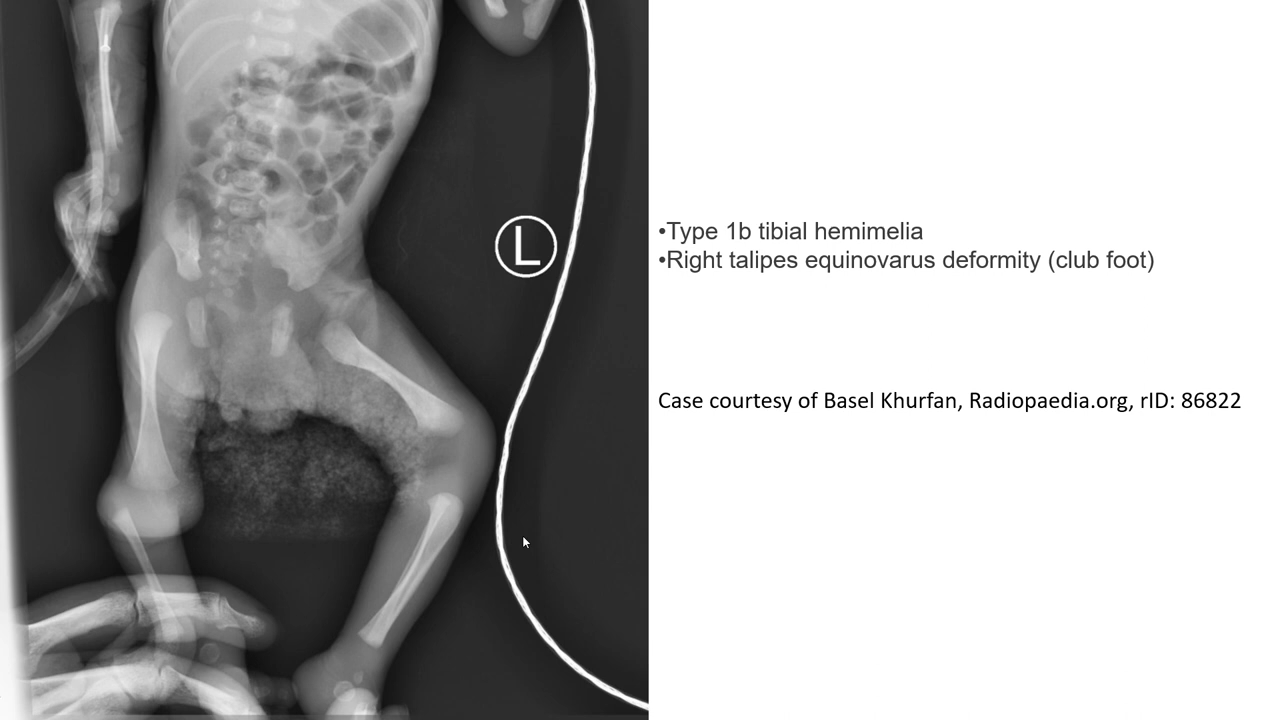 L
•Type 1b tibial hemimelia
•Right talipes equinovarus deformity (club foot)
Case courtesy of Basel Khurfan, Radiopaedia.org, rID: 86822